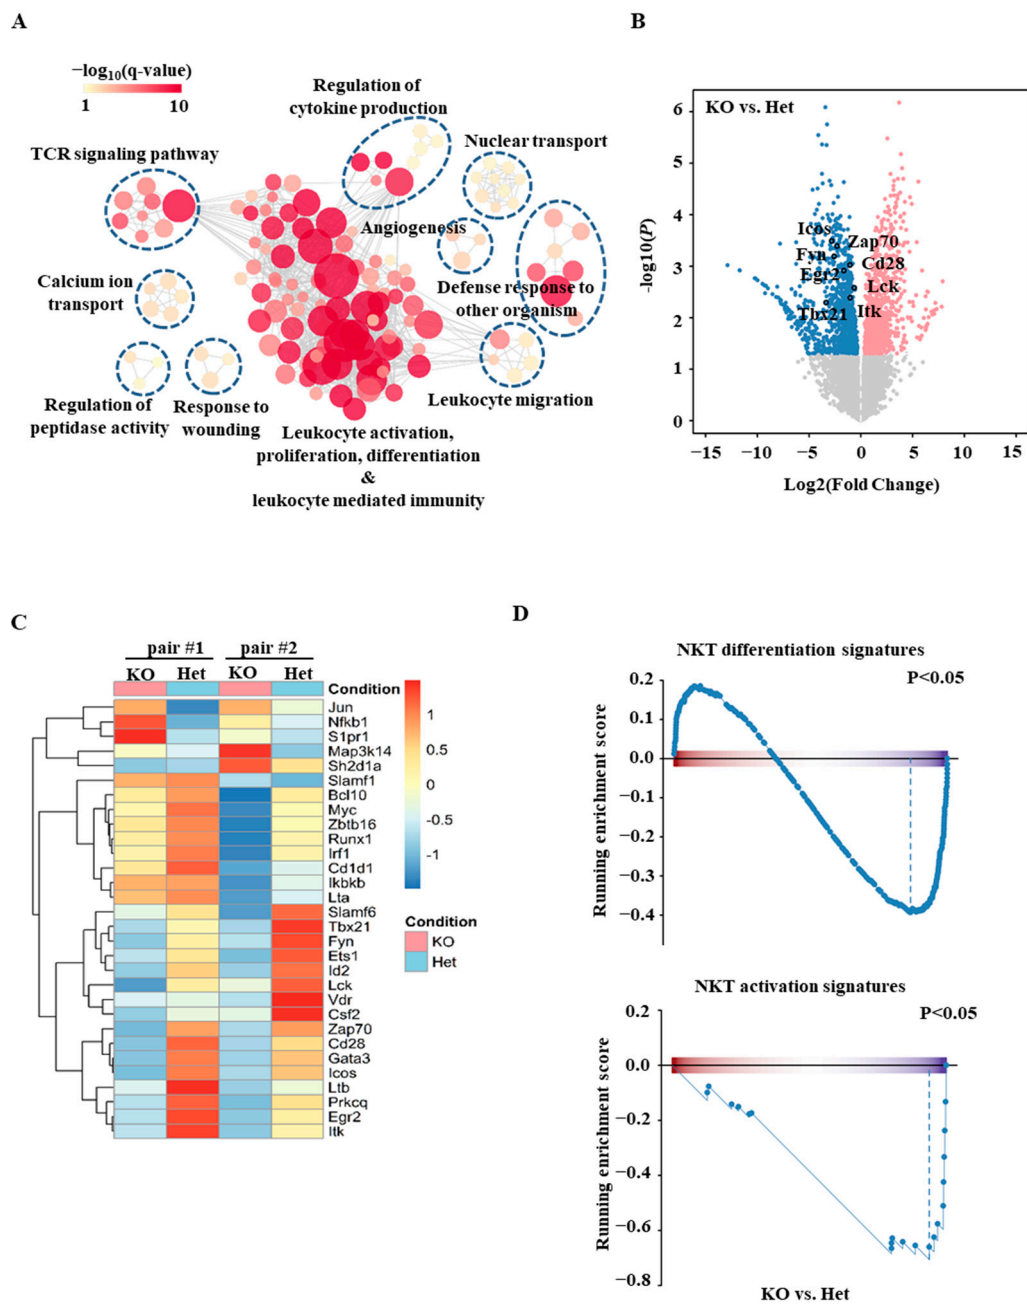 A
−log10(q-value)
1 10
Regulation of
cytokine production
TCR signaling pathway
Nuclear transport
Angiogenesis
Calcium ion
transport
Defense response to
other organism
Regulation of
peptidase activity
Response to
wounding
Leukocyte migration
Leukocyte activation,
proliferation, differentiation
&
leukocyte mediated immunity
B
KO vs. Het
-log10(P)
6
5
4
3
2
1
0
Icos
Zap70
Fyn
Cd28
Egr2
Lck
Tbx21
Itk
−15 −10 −5 0 5 10 15
Log2(Fold Change)
C
pair #1 pair #2
KO Het KO Het
Condition
Jun
Nfkb1
S1pr1
Map3k14
Sh2d1a
Slamf1
Bcl10
Myc
Zbtb16
Runx1
Irf1
Cd1d1
Ikbkb
Lta
Slamf6
Tbx21
Fyn
Ets1
Id2
Lck
Vdr
Csf2
Zap70
Cd28
Gata3
Icos
Ltb
Prkcq
Egr2
Itk
1
0.5
0
-0.5
-1
Condition
KO
Het
D
NKT differentiation signatures
P<0.05
Running enrichment score
0.2
0.1
0.0
−0.1
−0.2
−0.3
−0.4
NKT activation signatures
P<0.05
Running enrichment score
0.2
0.0
−0.2
−0.4
−0.6
−0.8
KO vs. Het